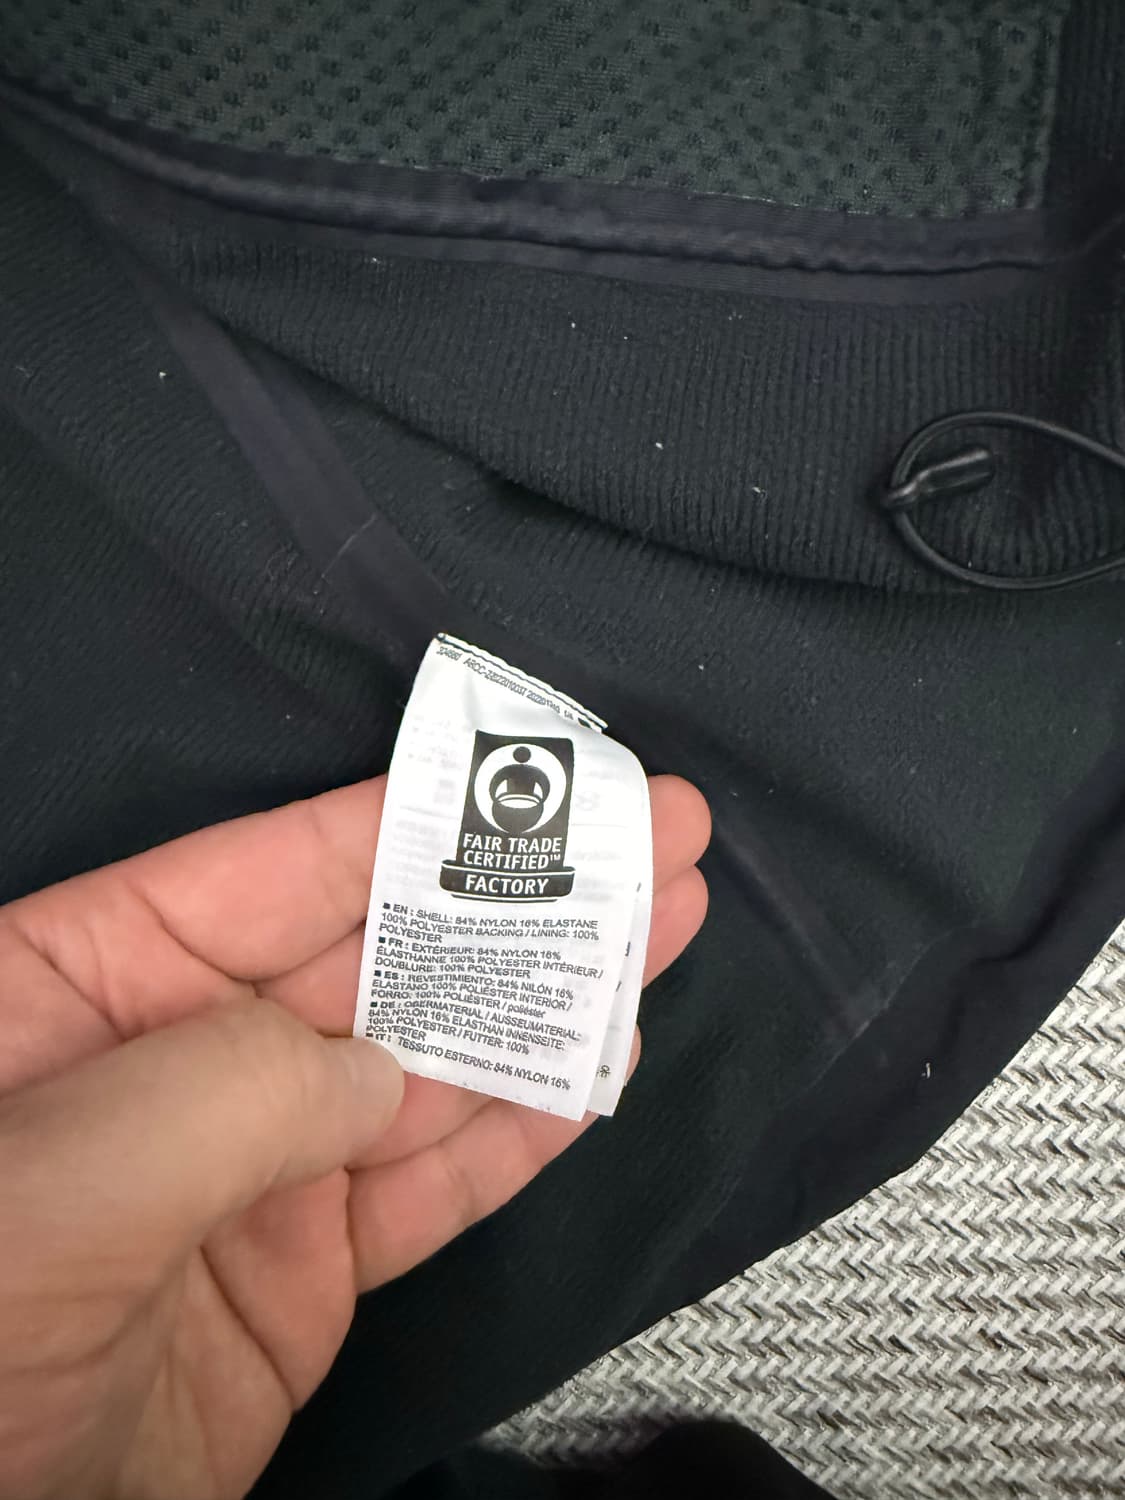 FAIR TRADE
CERTIFIED™
FACTORY
■ EN : SHELL: 84% NYLON 16% ELASTANE
100% POLYESTER BACKING / LINING: 100%
POLYESTER
■ FR : EXTÉRIEUR: 84% NYLON 16%
ÉLASTHANNE 100% POLYESTER INTÉRIEUR /
DOUBLURE: 100% POLYESTER
■ ES : REVESTIMIENTO: 84% NILÓN 16%
ELASTANO 100% POLIÉSTER INTERIOR /
FORRO: 100% POLIÉSTER / poliéster
■ DE : OBERMATERIAL / AUSSEUMATERIAL:
84% NYLON 16% ELASTHAN INNENSEITE:
100% POLYESTER / FUTTER: 100%
POLYESTER
■ IT : TESSUTO ESTERNO: 84% NYLON 16%